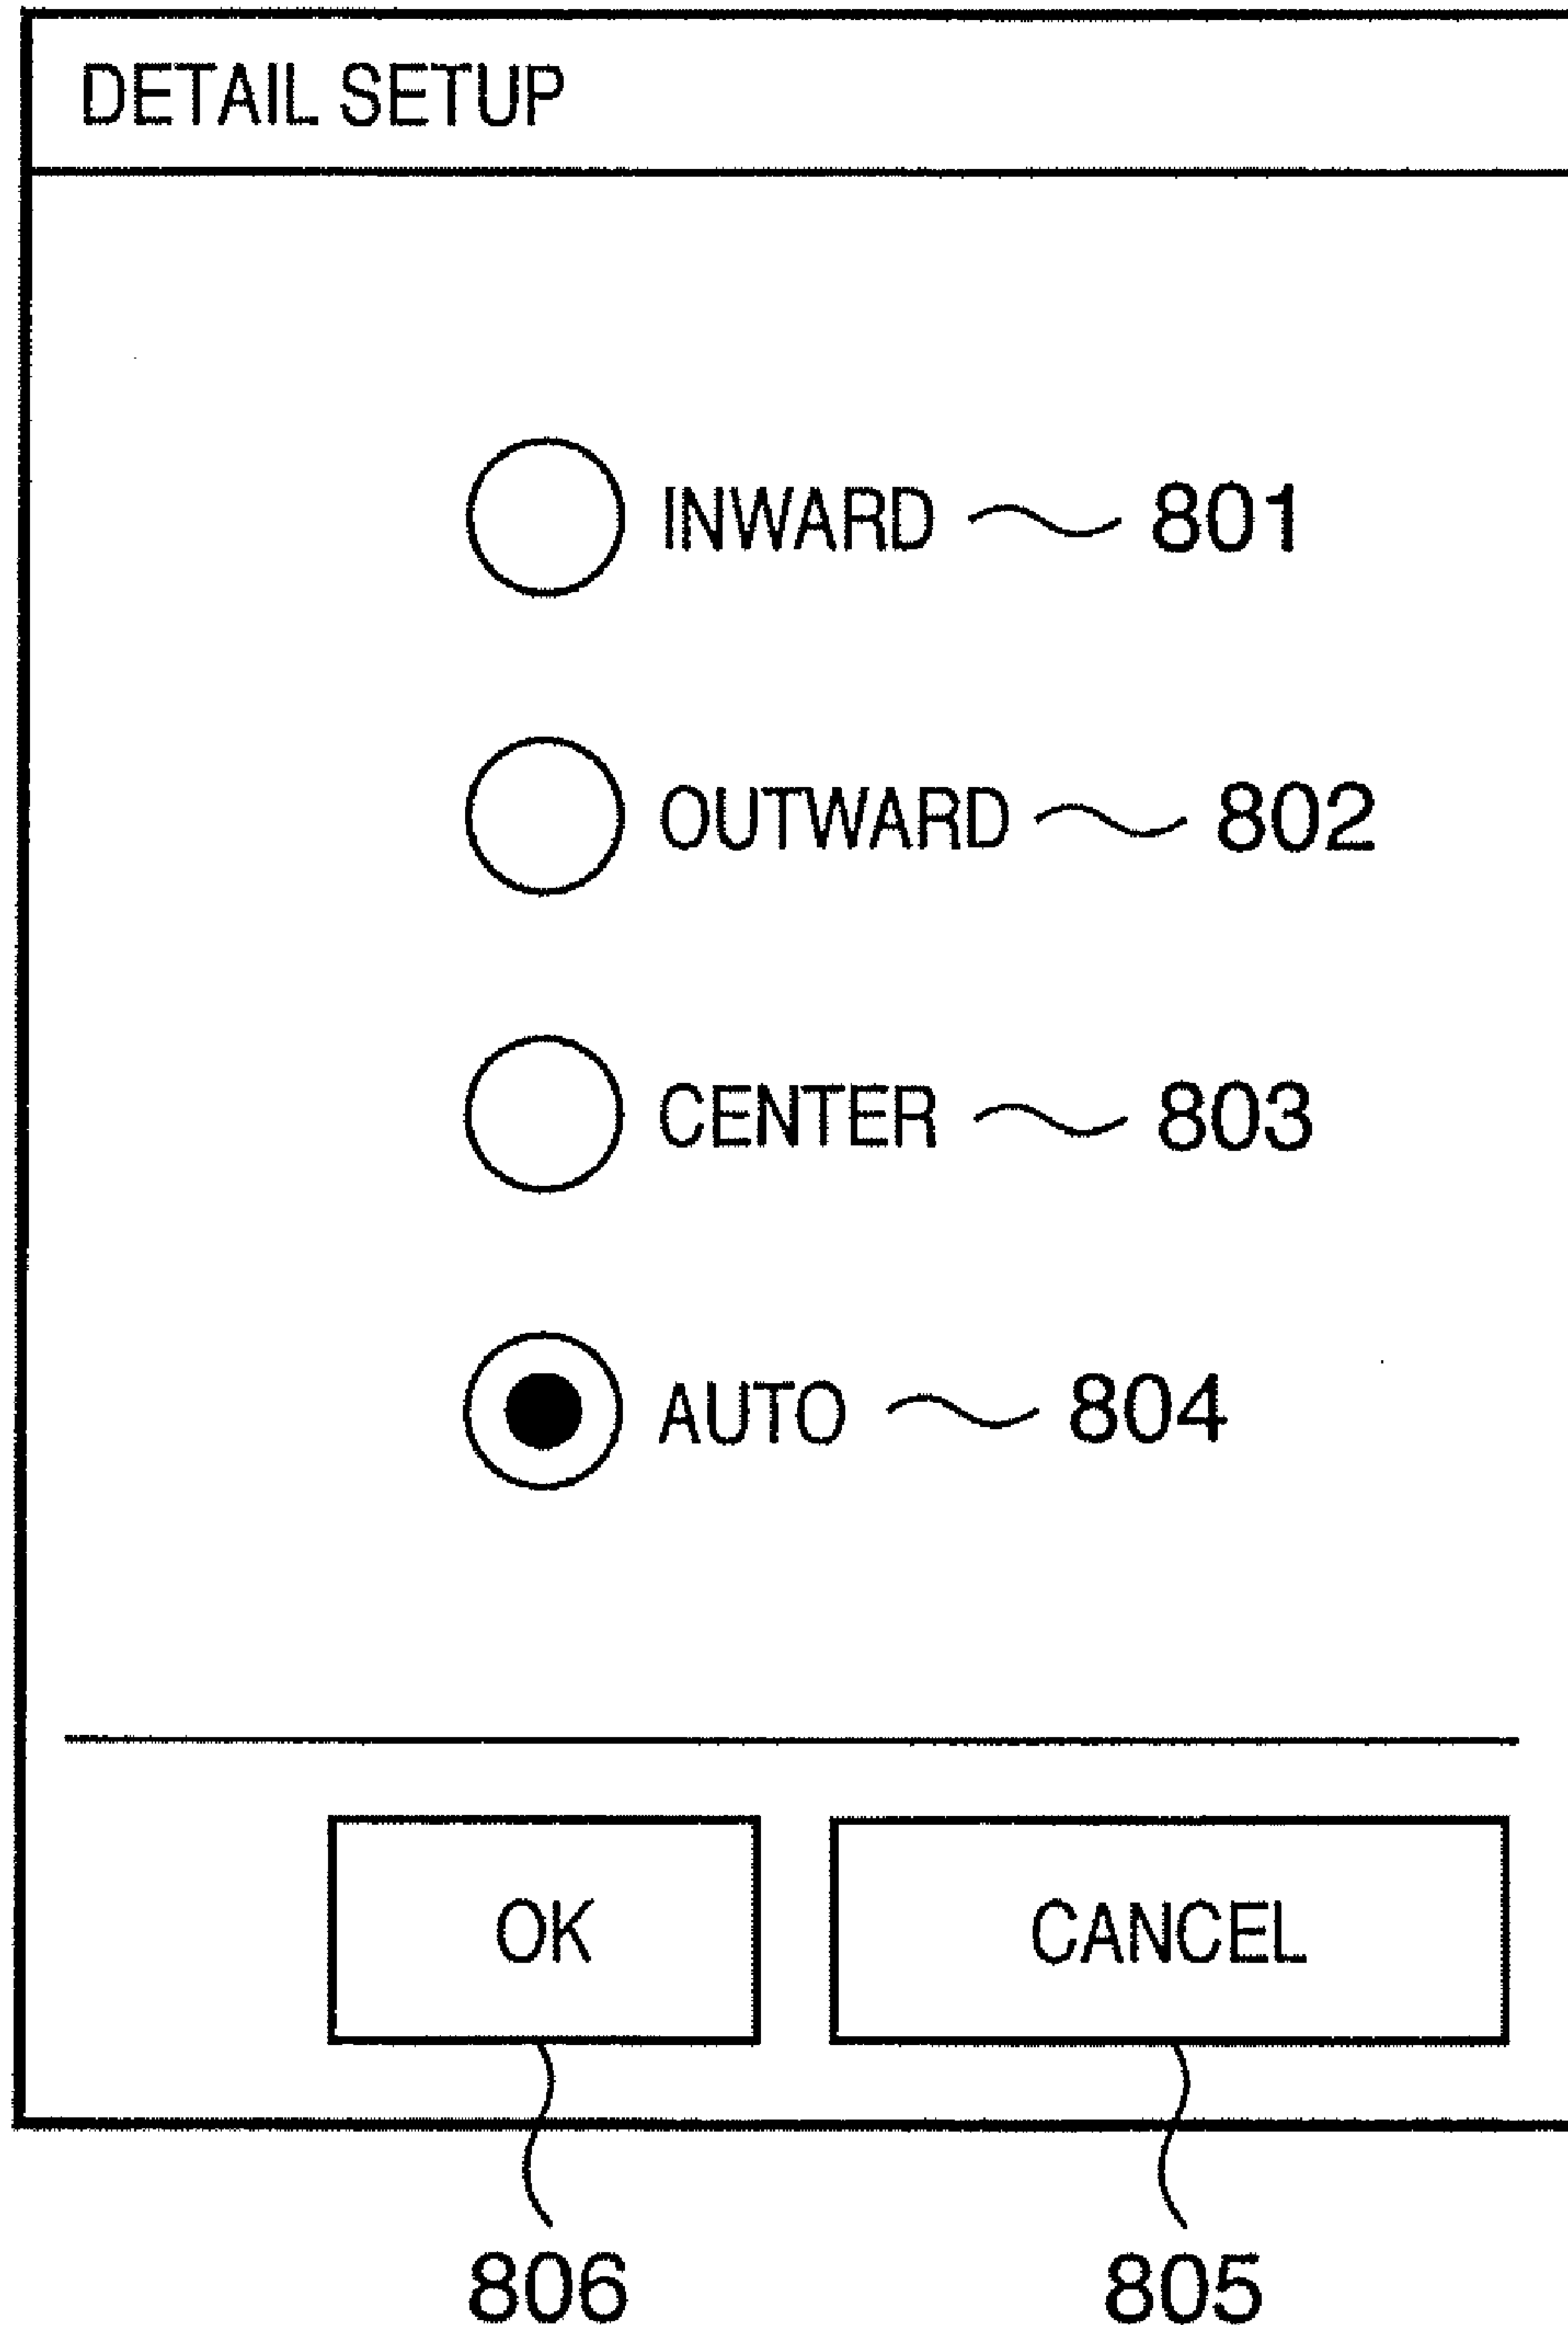 DETAIL SETUP
INWARD 801
OUTWARD 802
CENTER 803
AUTO 804
OK CANCEL
806 805